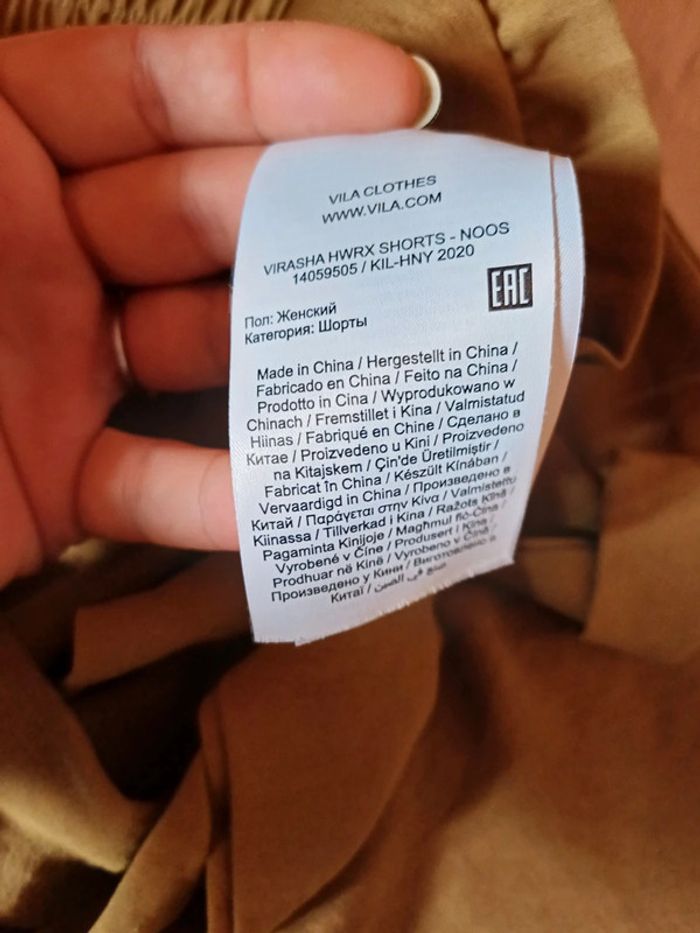 VILA CLOTHES
WWW.VILA.COM
VIRASHA HWRX SHORTS - NOOS
14059505 / KIL-HNY 2020
EAC
Пол: Женский
Категория: Шорты
Made in China / Hergestellt in China /
Fabricado en China / Feito na China /
Prodotto in Cina / Wyprodukowano w
Chinach / Fremstillet i Kina / Valmistatud
Hiinas / Fabriqué en Chine / Сделано в
Китае / Proizvedeno u Kini / Proizvedeno
na Kitajskem / Çin'de Üretilmiştir /
Fabricat în China / Készült Kínában /
Vervaardigd in China / Произведено в
Китай / Παράγεται στην Κίνα / Valmistettu
Kiinassa / Tillverkad i Kina / Ražots Ķīnā /
Pagaminta Kinijoje / Magħmul fiċ-Ċina /
Vyrobené v Číne / Produsert i Kina /
Prodhuar në Kinë / Vyrobeno v Číně /
Произведено у Кини / Виготовлено в
Китаї / صنع في الصين